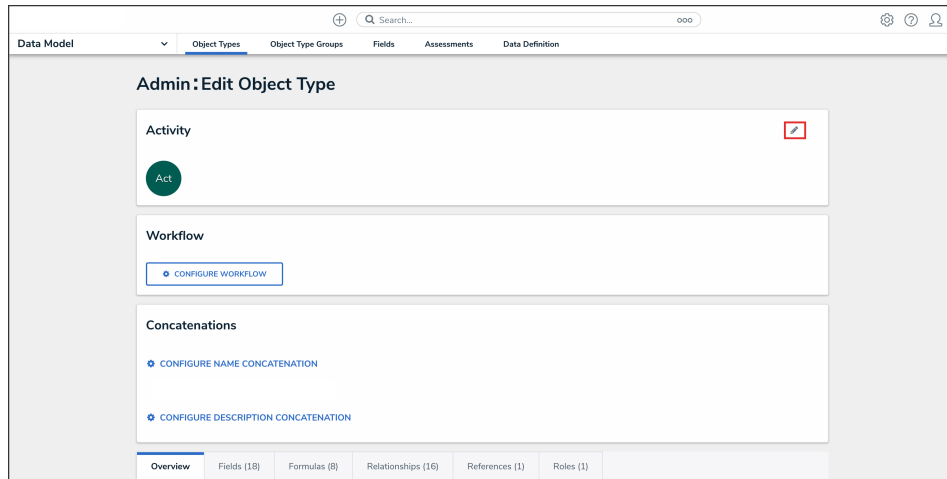 Search...
Data Model
Object Types Object Type Groups Fields Assessments Data Definition
Admin:Edit Object Type
Activity
Act
Workflow
CONFIGURE WORKFLOW
Concatenations
CONFIGURE NAME CONCATENATION
CONFIGURE DESCRIPTION CONCATENATION
Overview Fields (18) Formulas (8) Relationships (16) References (1) Roles (1)